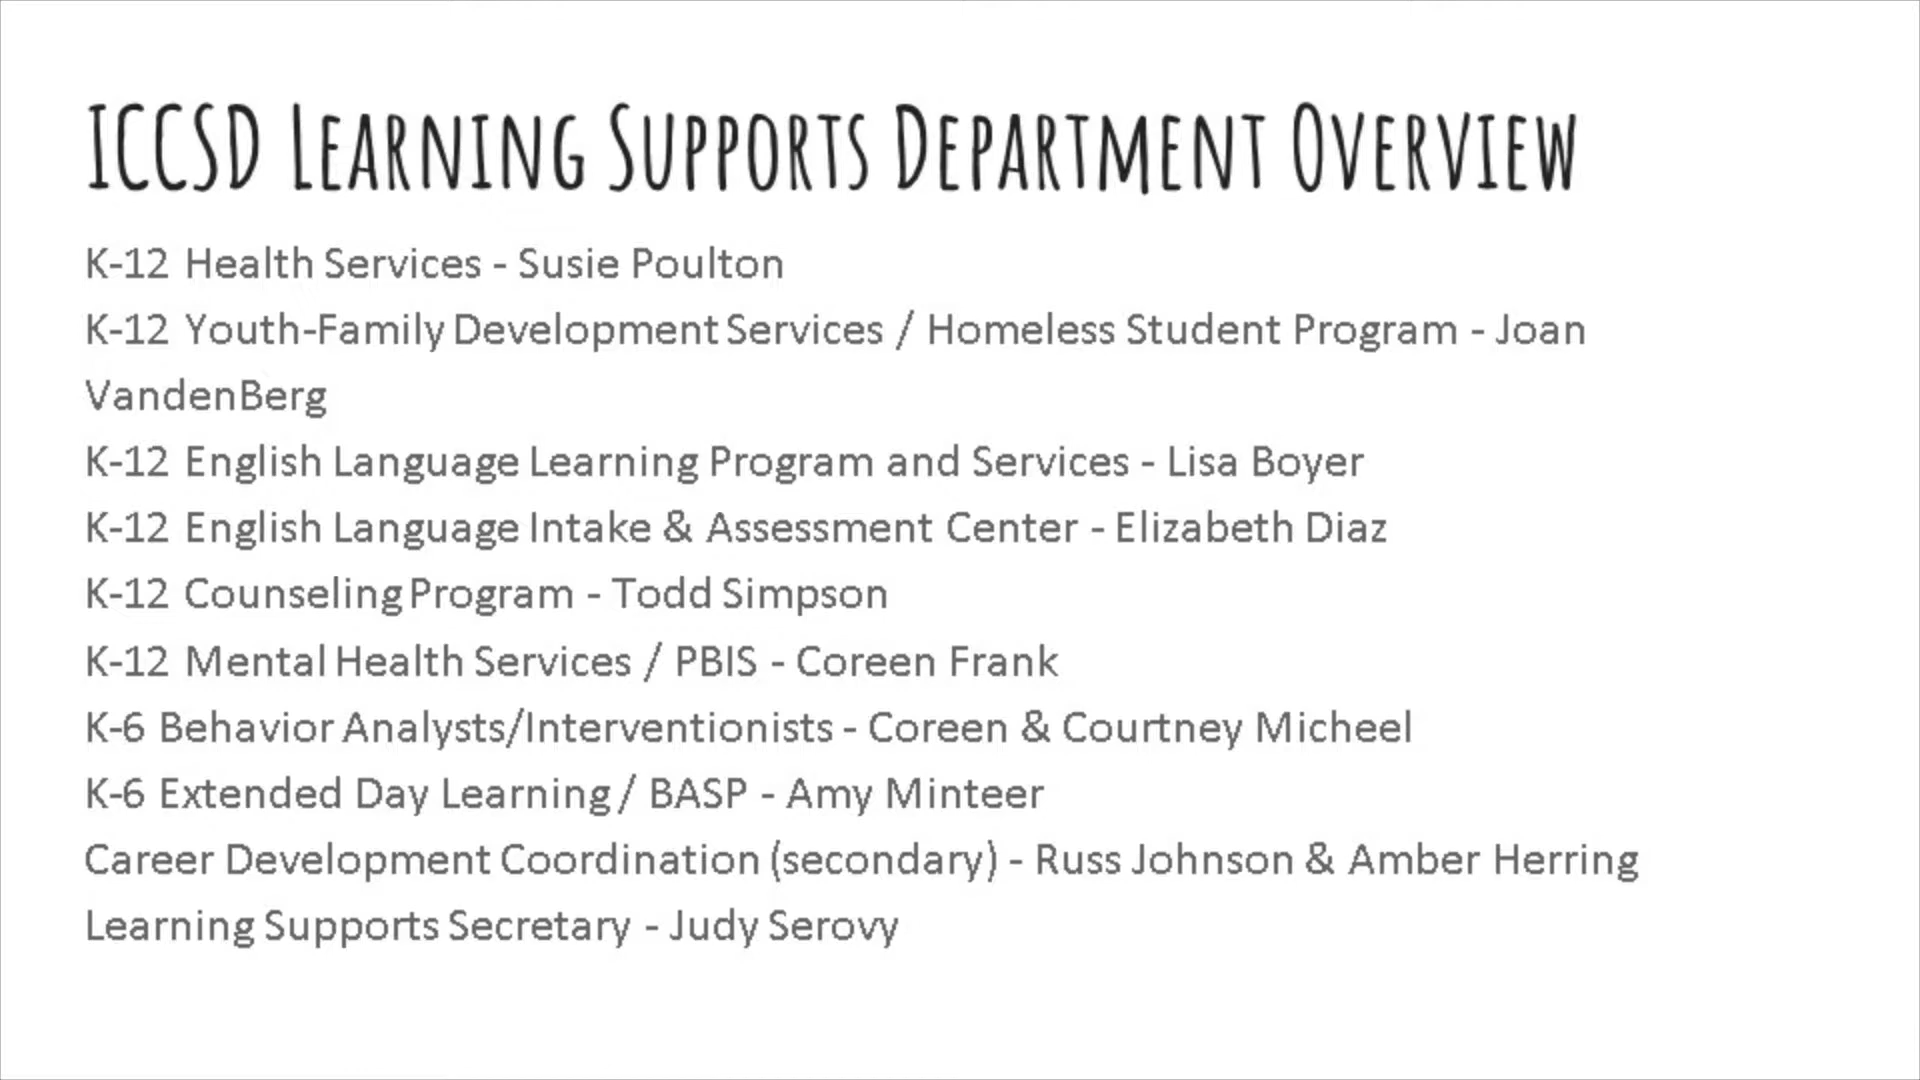 ICCSD Learning Supports Department Overview
K-12 Health Services - Susie Poulton
K-12 Youth-Family Development Services / Homeless Student Program - Joan
VandenBerg
K-12 English Language Learning Program and Services - Lisa Boyer
K-12 English Language Intake & Assessment Center - Elizabeth Diaz
K-12 Counseling Program - Todd Simpson
K-12 Mental Health Services / PBIS - Coreen Frank
K-6 Behavior Analysts/Interventionists - Coreen & Courtney Micheel
K-6 Extended Day Learning / BASP - Amy Minteer
Career Development Coordination (secondary) - Russ Johnson & Amber Herring
Learning Supports Secretary - Judy Serovy